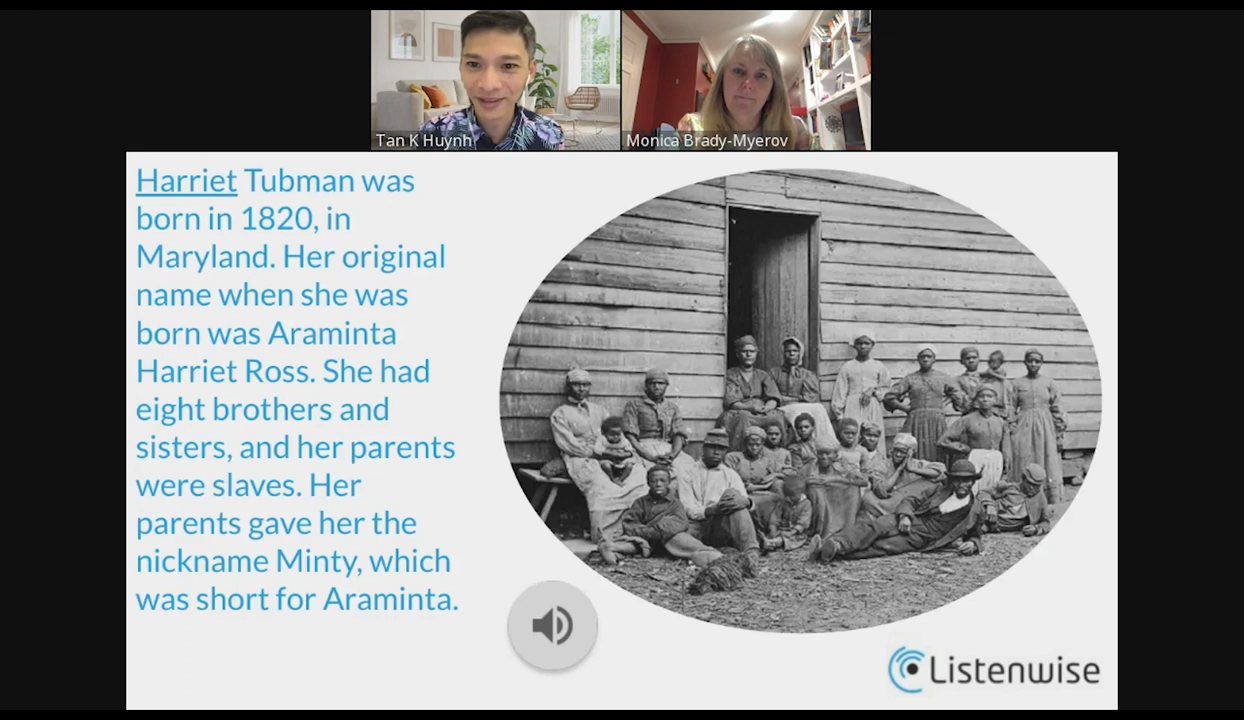 Tan K Huynh
Monica Brady-Myerov
Harriet Tubman was
born in 1820, in
Maryland. Her original
name when she was
born was Araminta
Harriet Ross. She had
eight brothers and
sisters, and her parents
were slaves. Her
parents gave her the
nickname Minty, which
was short for Araminta.
Listenwise